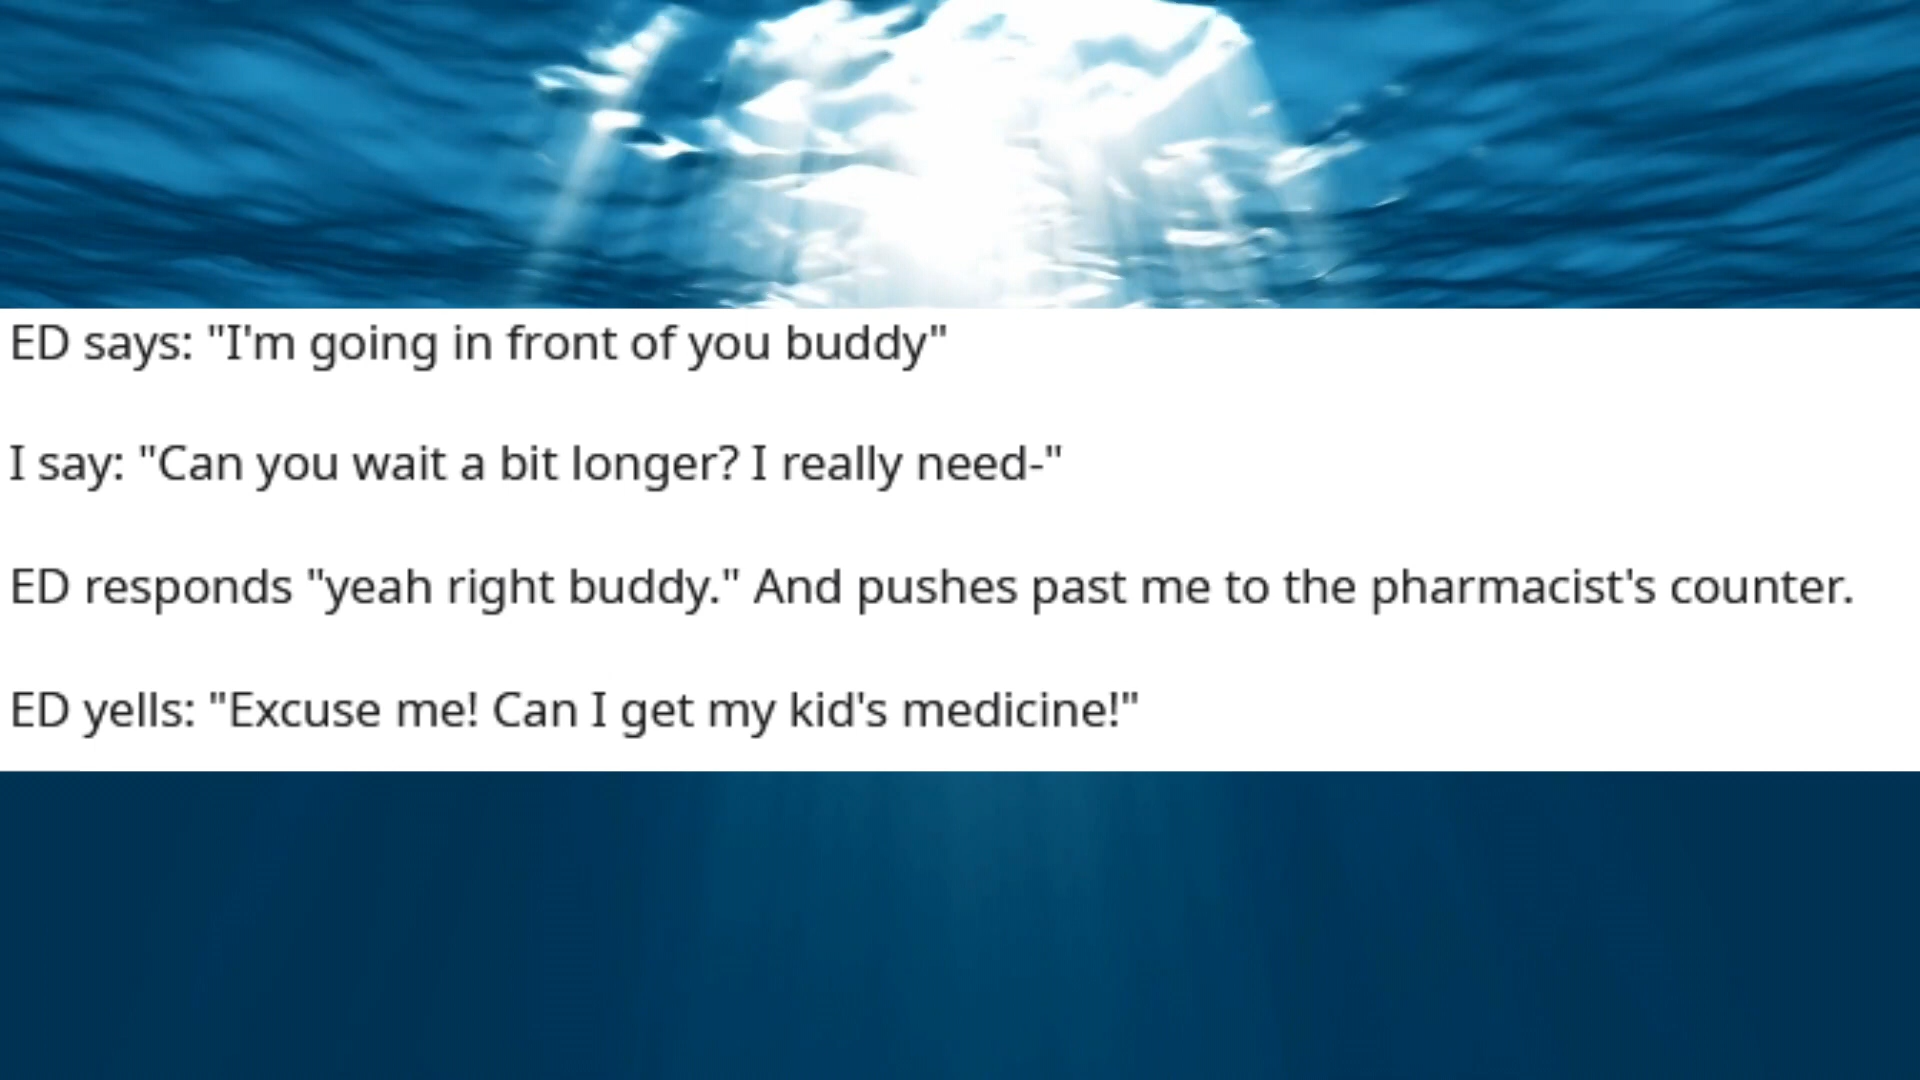 ED says: "I'm going in front of you buddy"
I say: "Can you wait a bit longer? I really need-"
ED responds "yeah right buddy." And pushes past me to the pharmacist's counter.
ED yells: "Excuse me! Can I get my kid's medicine!"